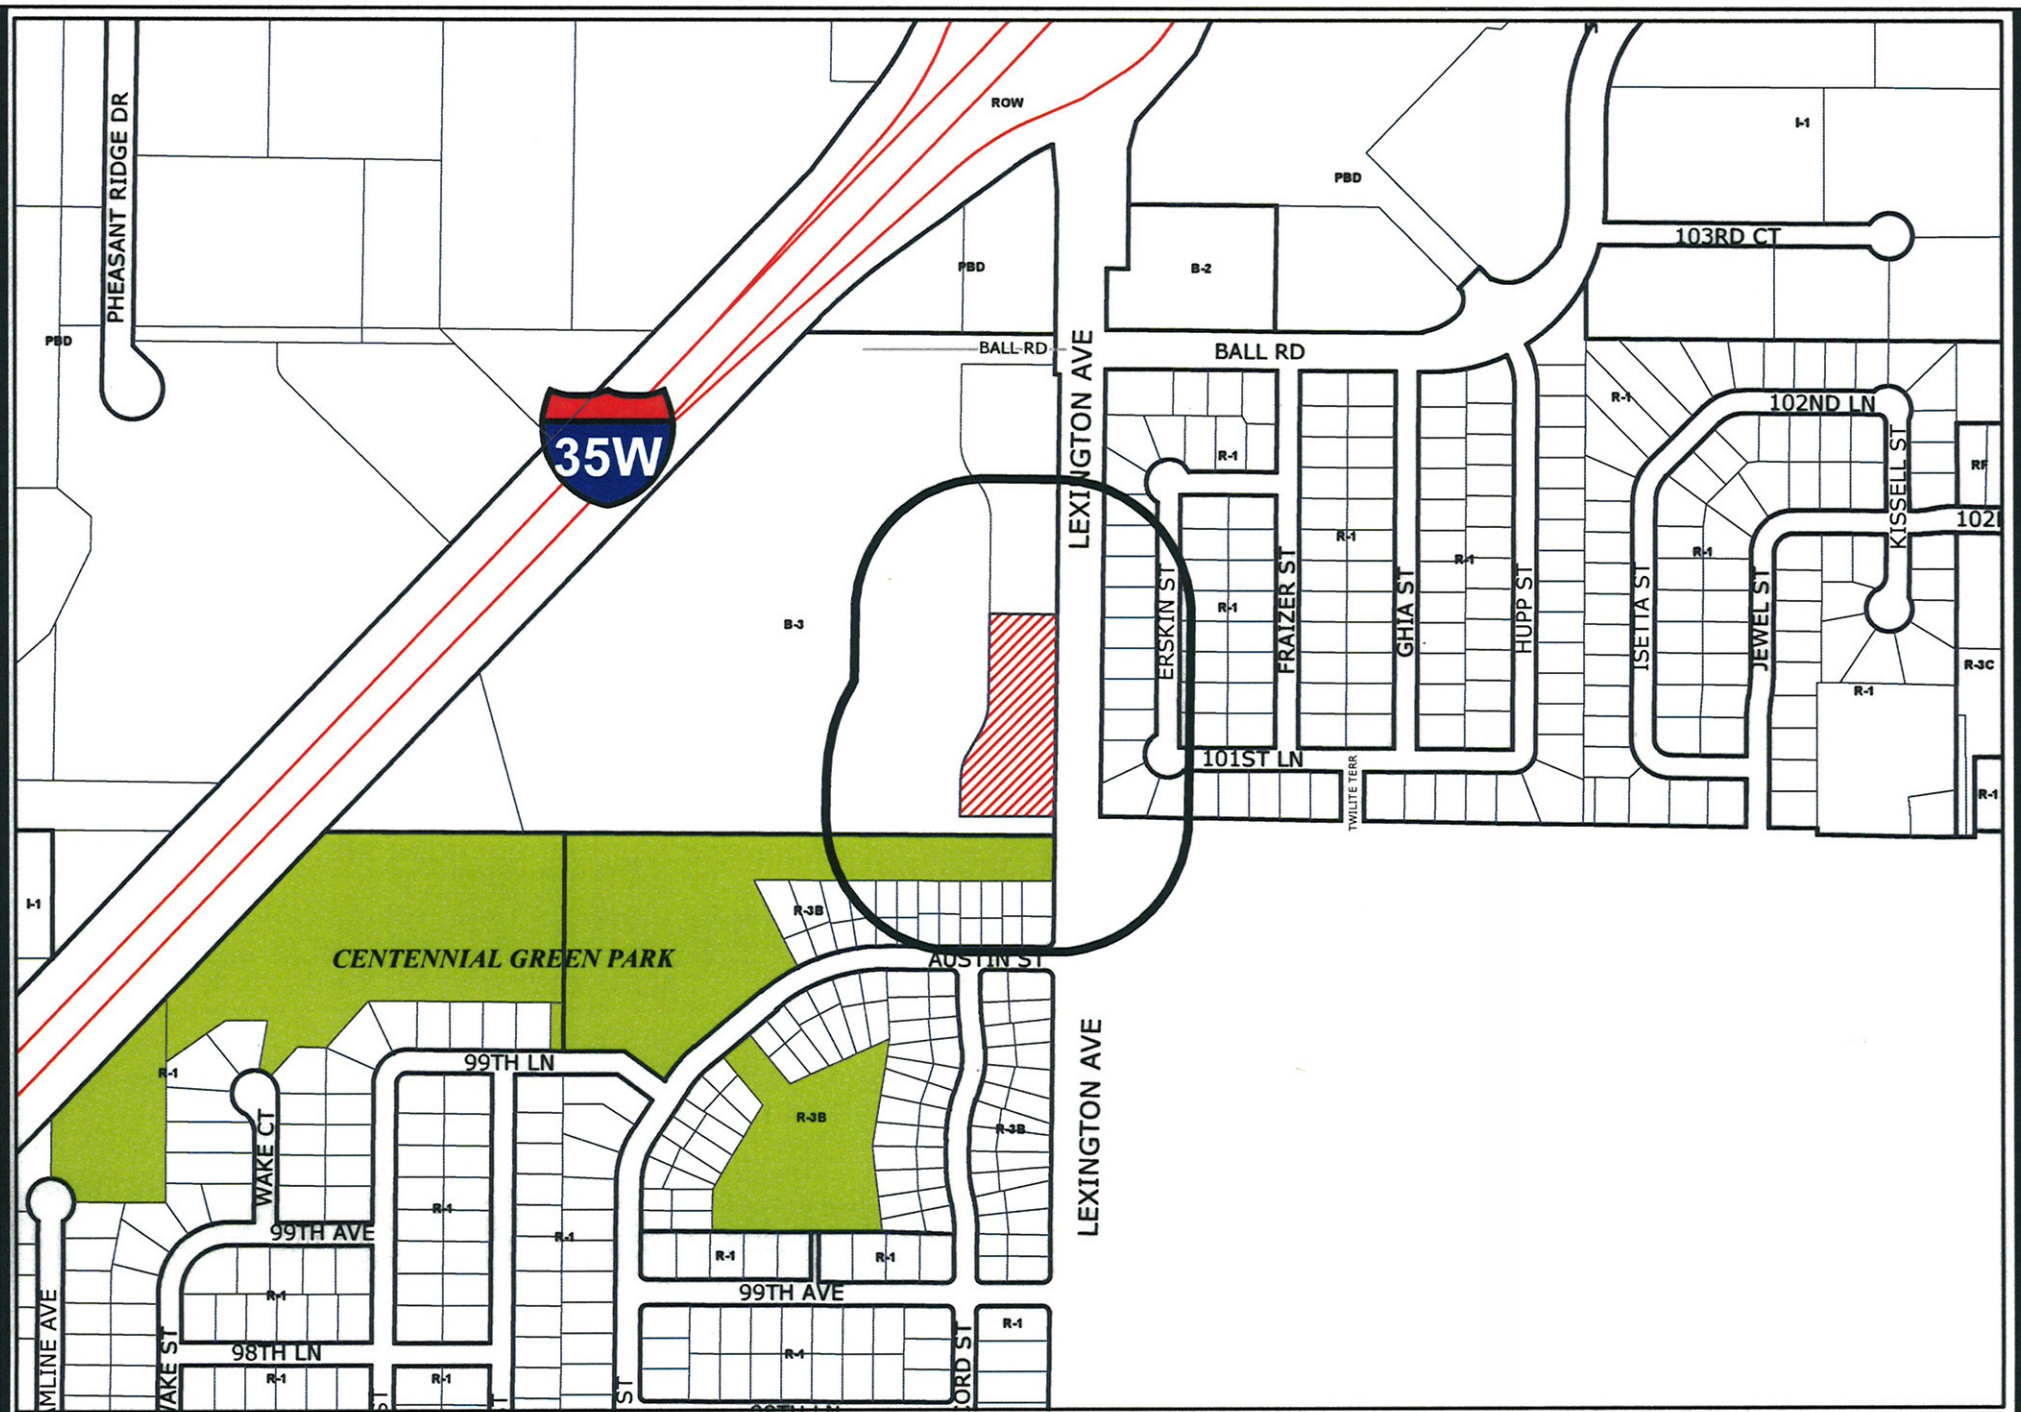 ROW
I-1
PHEASANT RIDGE DR
PBD
103RD CT
PBD
B-2
PBD
BALL RD
BALL RD
LEXINGTON AVE
R-1
102ND LN
35W
R-1
KISSELL ST
RF
R-1
R-1
R-1
ERSKIN ST
FRAIZER ST
GHIA ST
HUPP ST
ISETTA ST
JEWEL ST
B-3
R-1
R-3C
R-1
101ST LN
TWILITE TERR
R-1
I-1
R-3B
CENTENNIAL GREEN PARK
AUSTIN ST
99TH LN
R-1
LEXINGTON AVE
R-3B
R-3B
WAKE CT
R-1
99TH AVE
R-1
R-1
R-1
R-1
99TH AVE
R-1
R-1
98TH LN
R-1
R-1
R-1
ST